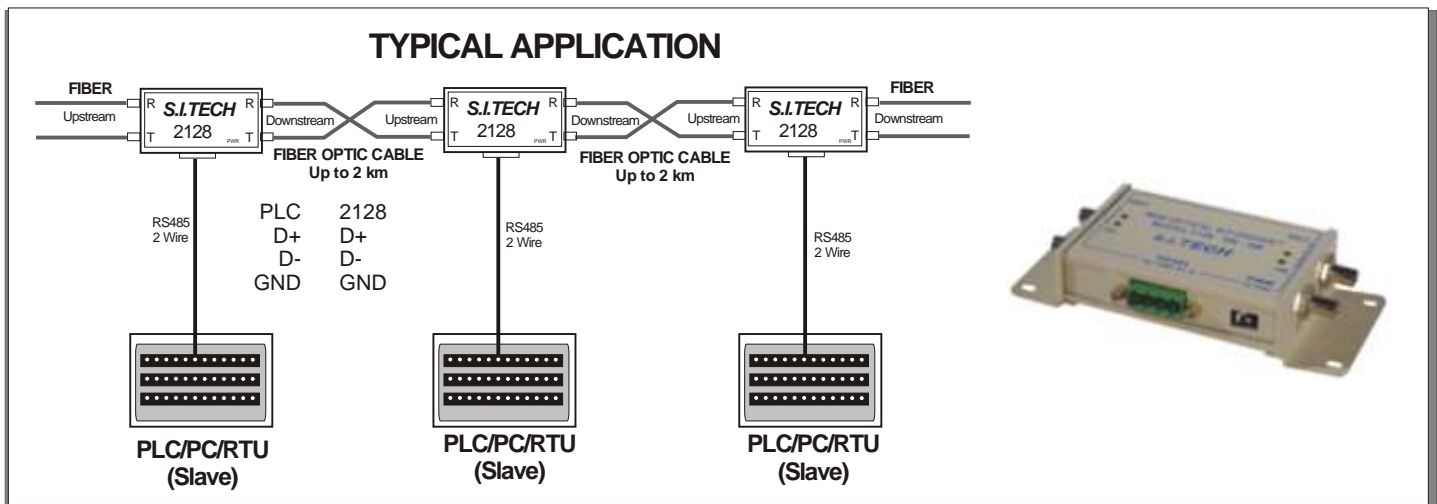 TYPICAL APPLICATION
FIBER
Upstream
R
T
S.I.TECH
2128
PWR
R
T
Downstream
FIBER OPTIC CABLE
Up to 2 km
Upstream
R
T
S.I.TECH
2128
PWR
R
T
Downstream
FIBER OPTIC CABLE
Up to 2 km
Upstream
R
T
S.I.TECH
2128
PWR
R
T
FIBER
Downstream
RS485
2 Wire
PLC 2128
D+ D+
D- D-
GND GND
RS485
2 Wire
RS485
2 Wire
PLC/PC/RTU
(Slave)
PLC/PC/RTU
(Slave)
PLC/PC/RTU
(Slave)
S.I.TECH